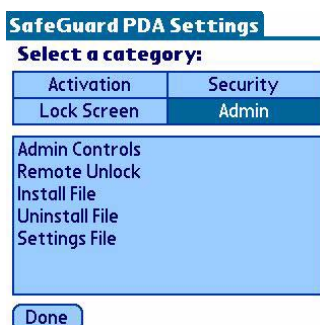 SafeGuard PDA Settings
Select a category:
Activation Security
Lock Screen Admin
Admin Controls
Remote Unlock
Install File
Uninstall File
Settings File
Done